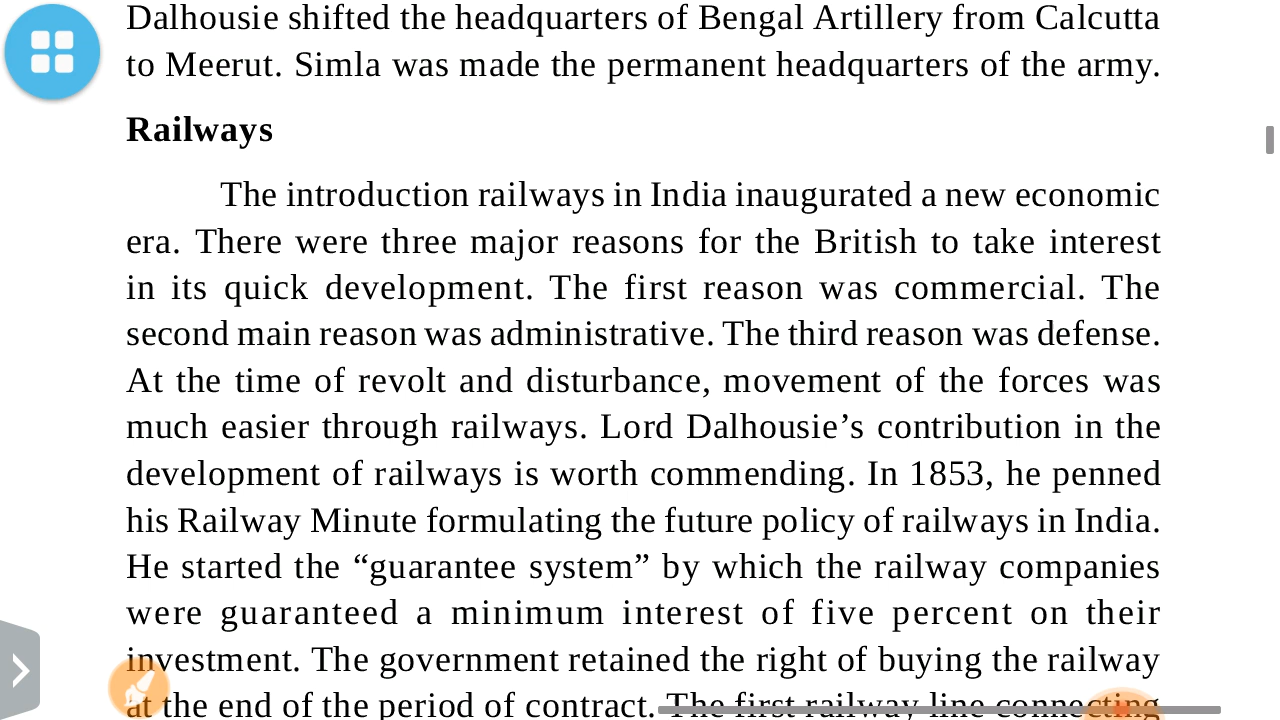 Dalhousie shifted the headquarters of Bengal Artillery from Calcutta
to Meerut. Simla was made the permanent headquarters of the army.
Railways
The introduction railways in India inaugurated a new economic
era. There were three major reasons for the British to take interest
in its quick development. The first reason was commercial. The
second main reason was administrative. The third reason was defense.
At the time of revolt and disturbance, movement of the forces was
much easier through railways. Lord Dalhousie’s contribution in the
development of railways is worth commending. In 1853, he penned
his Railway Minute formulating the future policy of railways in India.
He started the “guarantee system” by which the railway companies
were guaranteed a minimum interest of five percent on their
investment. The government retained the right of buying the railway
at the end of the period of contract. The first railway line connecting